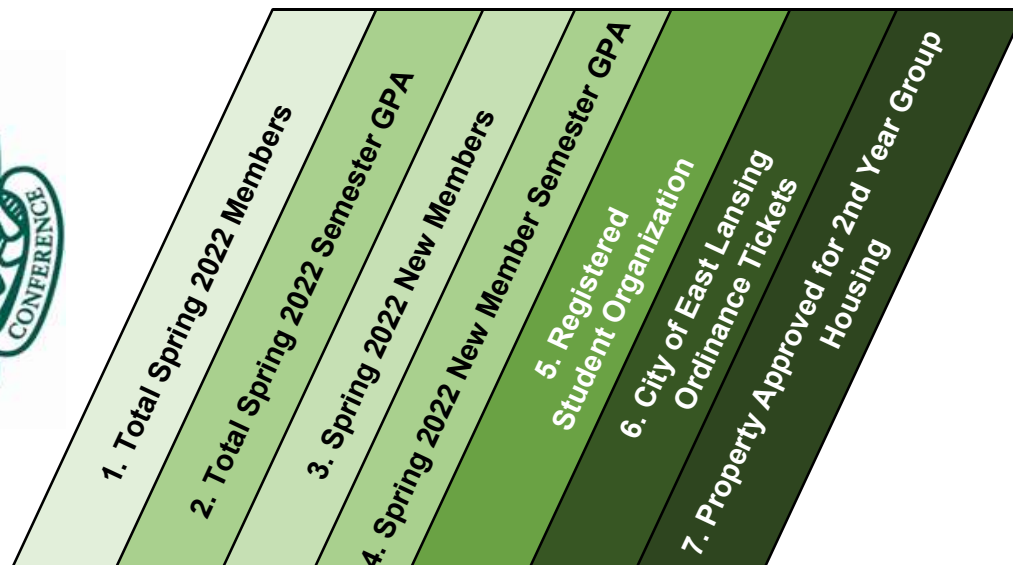 CONFERENCE
1. Total Spring 2022 Members
2. Total Spring 2022 Semester GPA
3. Spring 2022 New Members
4. Spring 2022 New Member Semester GPA
5. Registered
Student Organization
6. City of East Lansing
Ordinance Tickets
7. Property Approved for 2nd Year Group
Housing